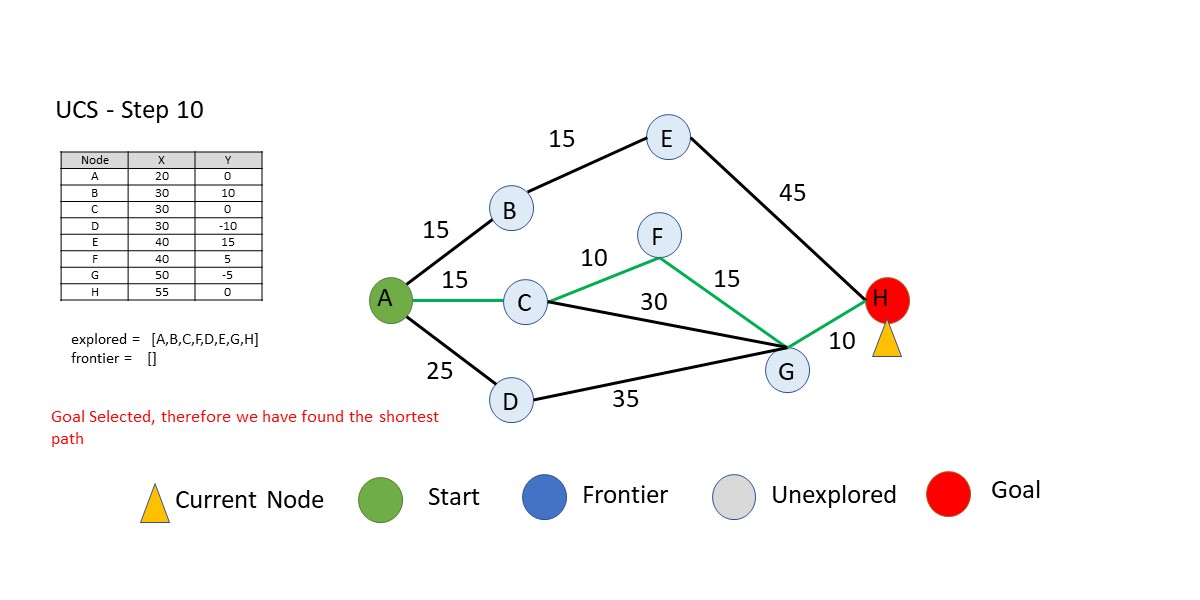 UCS - Step 10
Node X Y
A 20 0
B 30 10
C 30 0
D 30 -10
E 40 15
F 40 5
G 50 -5
H 55 0
explored = [A,B,C,F,D,E,G,H]
frontier = []
Goal Selected, therefore we have found the shortest
path
15
E
45
B
15
F
10
15
15
A
C
30
H
10
25
G
D
35
Current Node
Start
Frontier
Unexplored
Goal